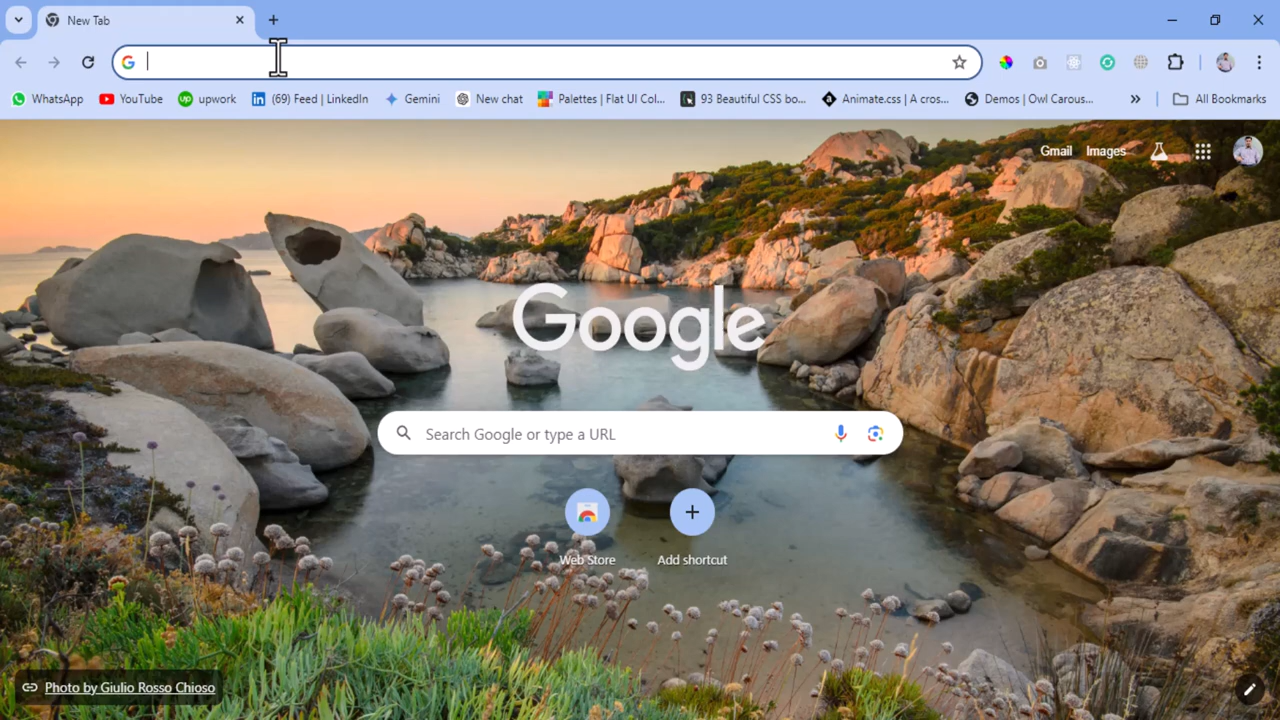 New Tab
WhatsApp
YouTube
upwork
(69) Feed | LinkedIn
Gemini
New chat
Palettes | Flat UI Col...
93 Beautiful CSS bo...
Animate.css | A cros...
Demos | Owl Carous...
All Bookmarks
Gmail
Images
Google
Search Google or type a URL
Web Store
Add shortcut
Photo by Giulio Rosso Chioso